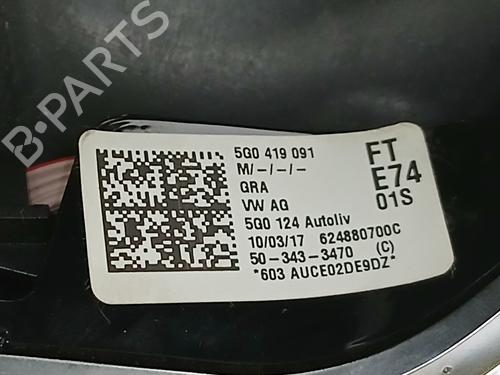 B-PARTS
5G0 419 091
FT
M/-/-/-
E74
GRA
01S
VW AG
5G0 124 Autoliv
10/03/17 624880700C
50-343-3470 (C)
*603 AUCE02DE9DZ*